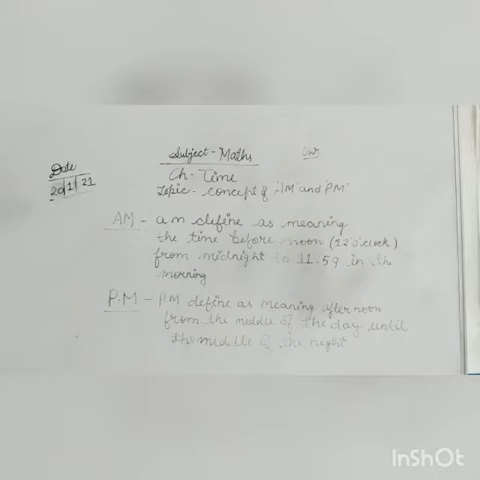 Date
20/1/21
Subject - Maths
Ch - Time
Topic - concept of 'AM' and 'PM'
AM - a m define as meaning
the time before noon (12 o'clock)
from midnight to 11.59 in the
morning
P.M - P.M define as meaning after noon
from the middle of the day until
the middle of the night
InShOt